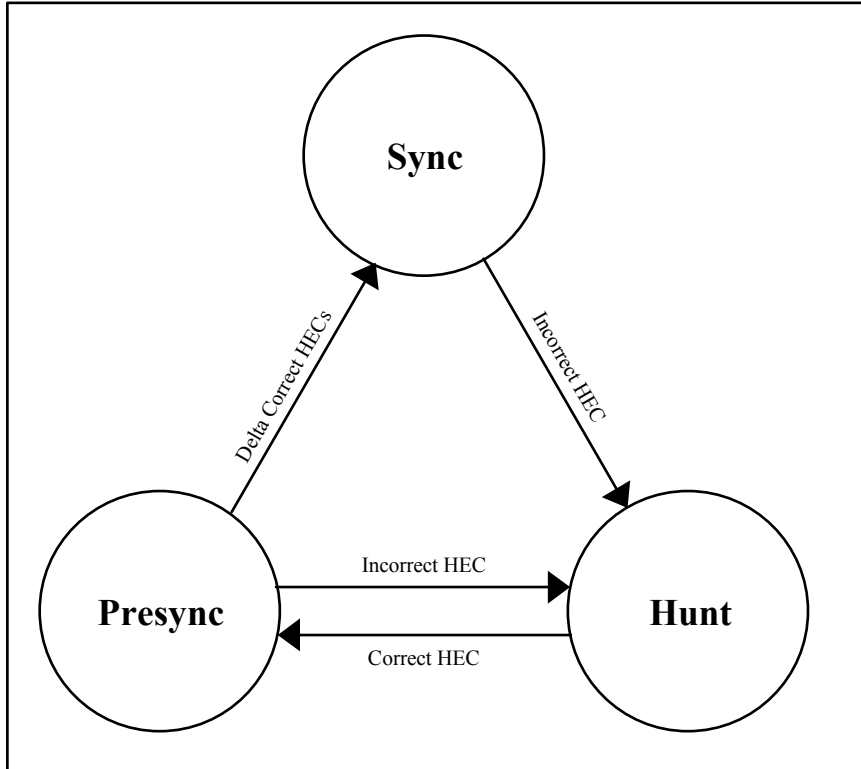 Sync
Delta Correct HECs
Incorrect HEC
Incorrect HEC
Presync
Hunt
Correct HEC